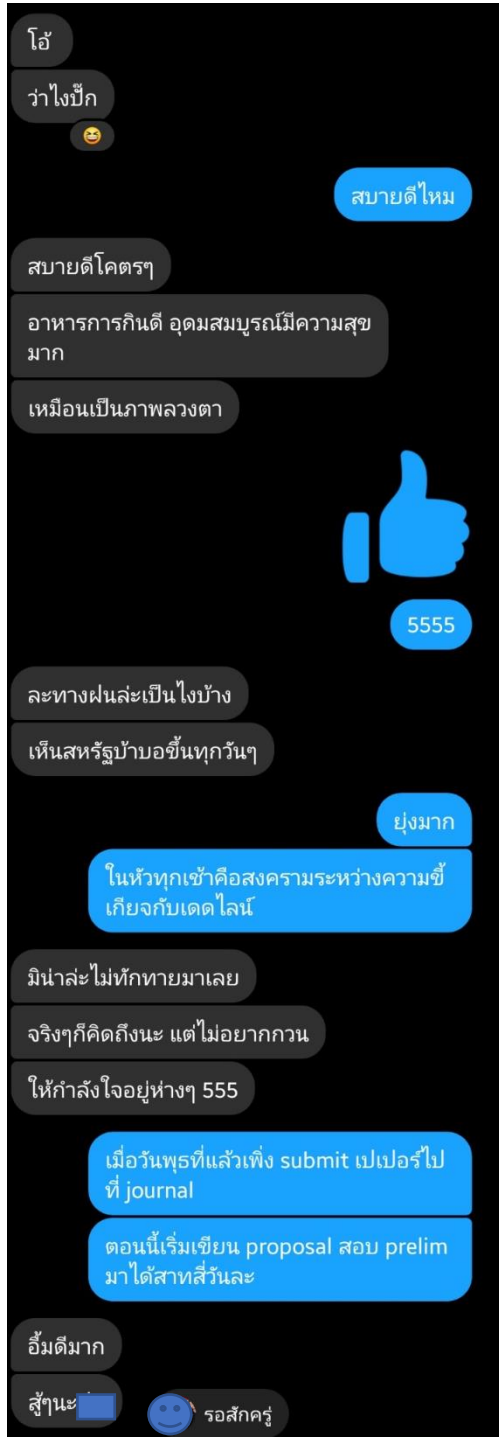 โอ้
ว่าไงปั๊ก
สบายดีไหม
สบายดีโคตรๆ
อาหารการกินดี อุดมสมบูรณ์มีความสุข
มาก
เหมือนเป็นภาพลวงตา
5555
ละทางฝนล่ะเป็นไงบ้าง
เห็นสหรัฐบ้าบอขึ้นทุกวันๆ
ยุ่งมาก
ในหัวทุกเช้าคือสงครามระหว่างความขี้
เกียจกับเดดไลน์
มิน่าล่ะไม่ทักทายมาเลย
จริงๆก็คิดถึงนะ แต่ไม่อยากกวน
ให้กำลังใจอยู่ห่างๆ 555
เมื่อวันพุธที่แล้วเพิ่ง submit เปเปอร์ไป
ที่ journal
ตอนนี้เริ่มเขียน proposal สอบ prelim
มาได้สาทสี่วันละ
อื้มดีมาก
สู้ๆนะ
รอสักครู่